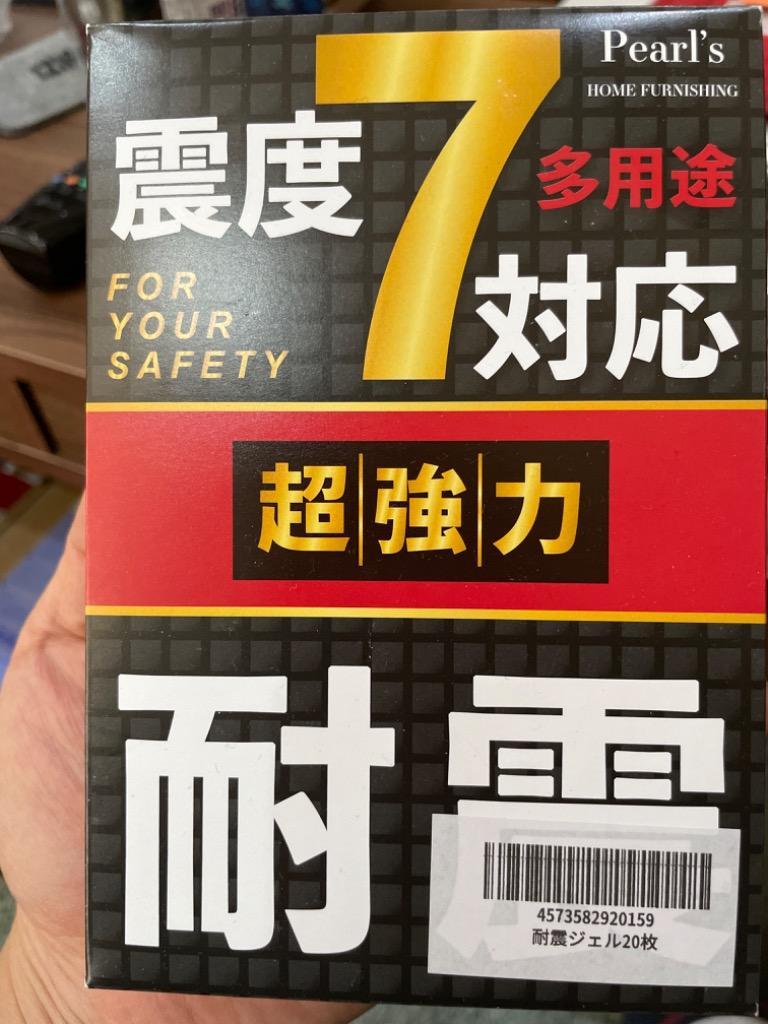 Pearl's
HOME FURNISHING
震度7対応
多用途
FOR
YOUR
SAFETY
超強力
耐震
4573582920159
耐震ジェル20枚